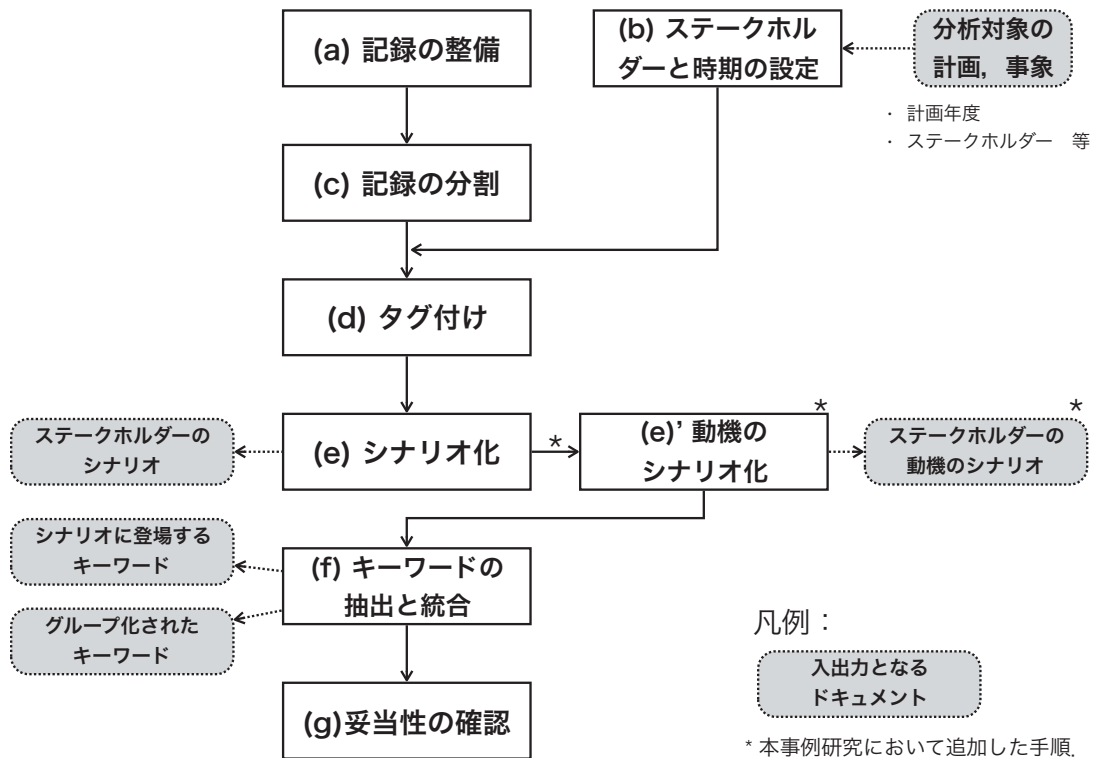 (a) 記録の整備
(b) ステークホル
ダーと時期の設定
分析対象の
計画，事象
・ 計画年度
・ ステークホルダー　等
(c) 記録の分割
(d) タグ付け
ステークホルダーの
シナリオ
(e) シナリオ化
*
(e)’ 動機の
シナリオ化
*
ステークホルダーの
動機のシナリオ
*
シナリオに登場する
キーワード
(f) キーワードの
抽出と統合
グループ化された
キーワード
(g)妥当性の確認
凡例：
入出力となる
ドキュメント
* 本事例研究において追加した手順.